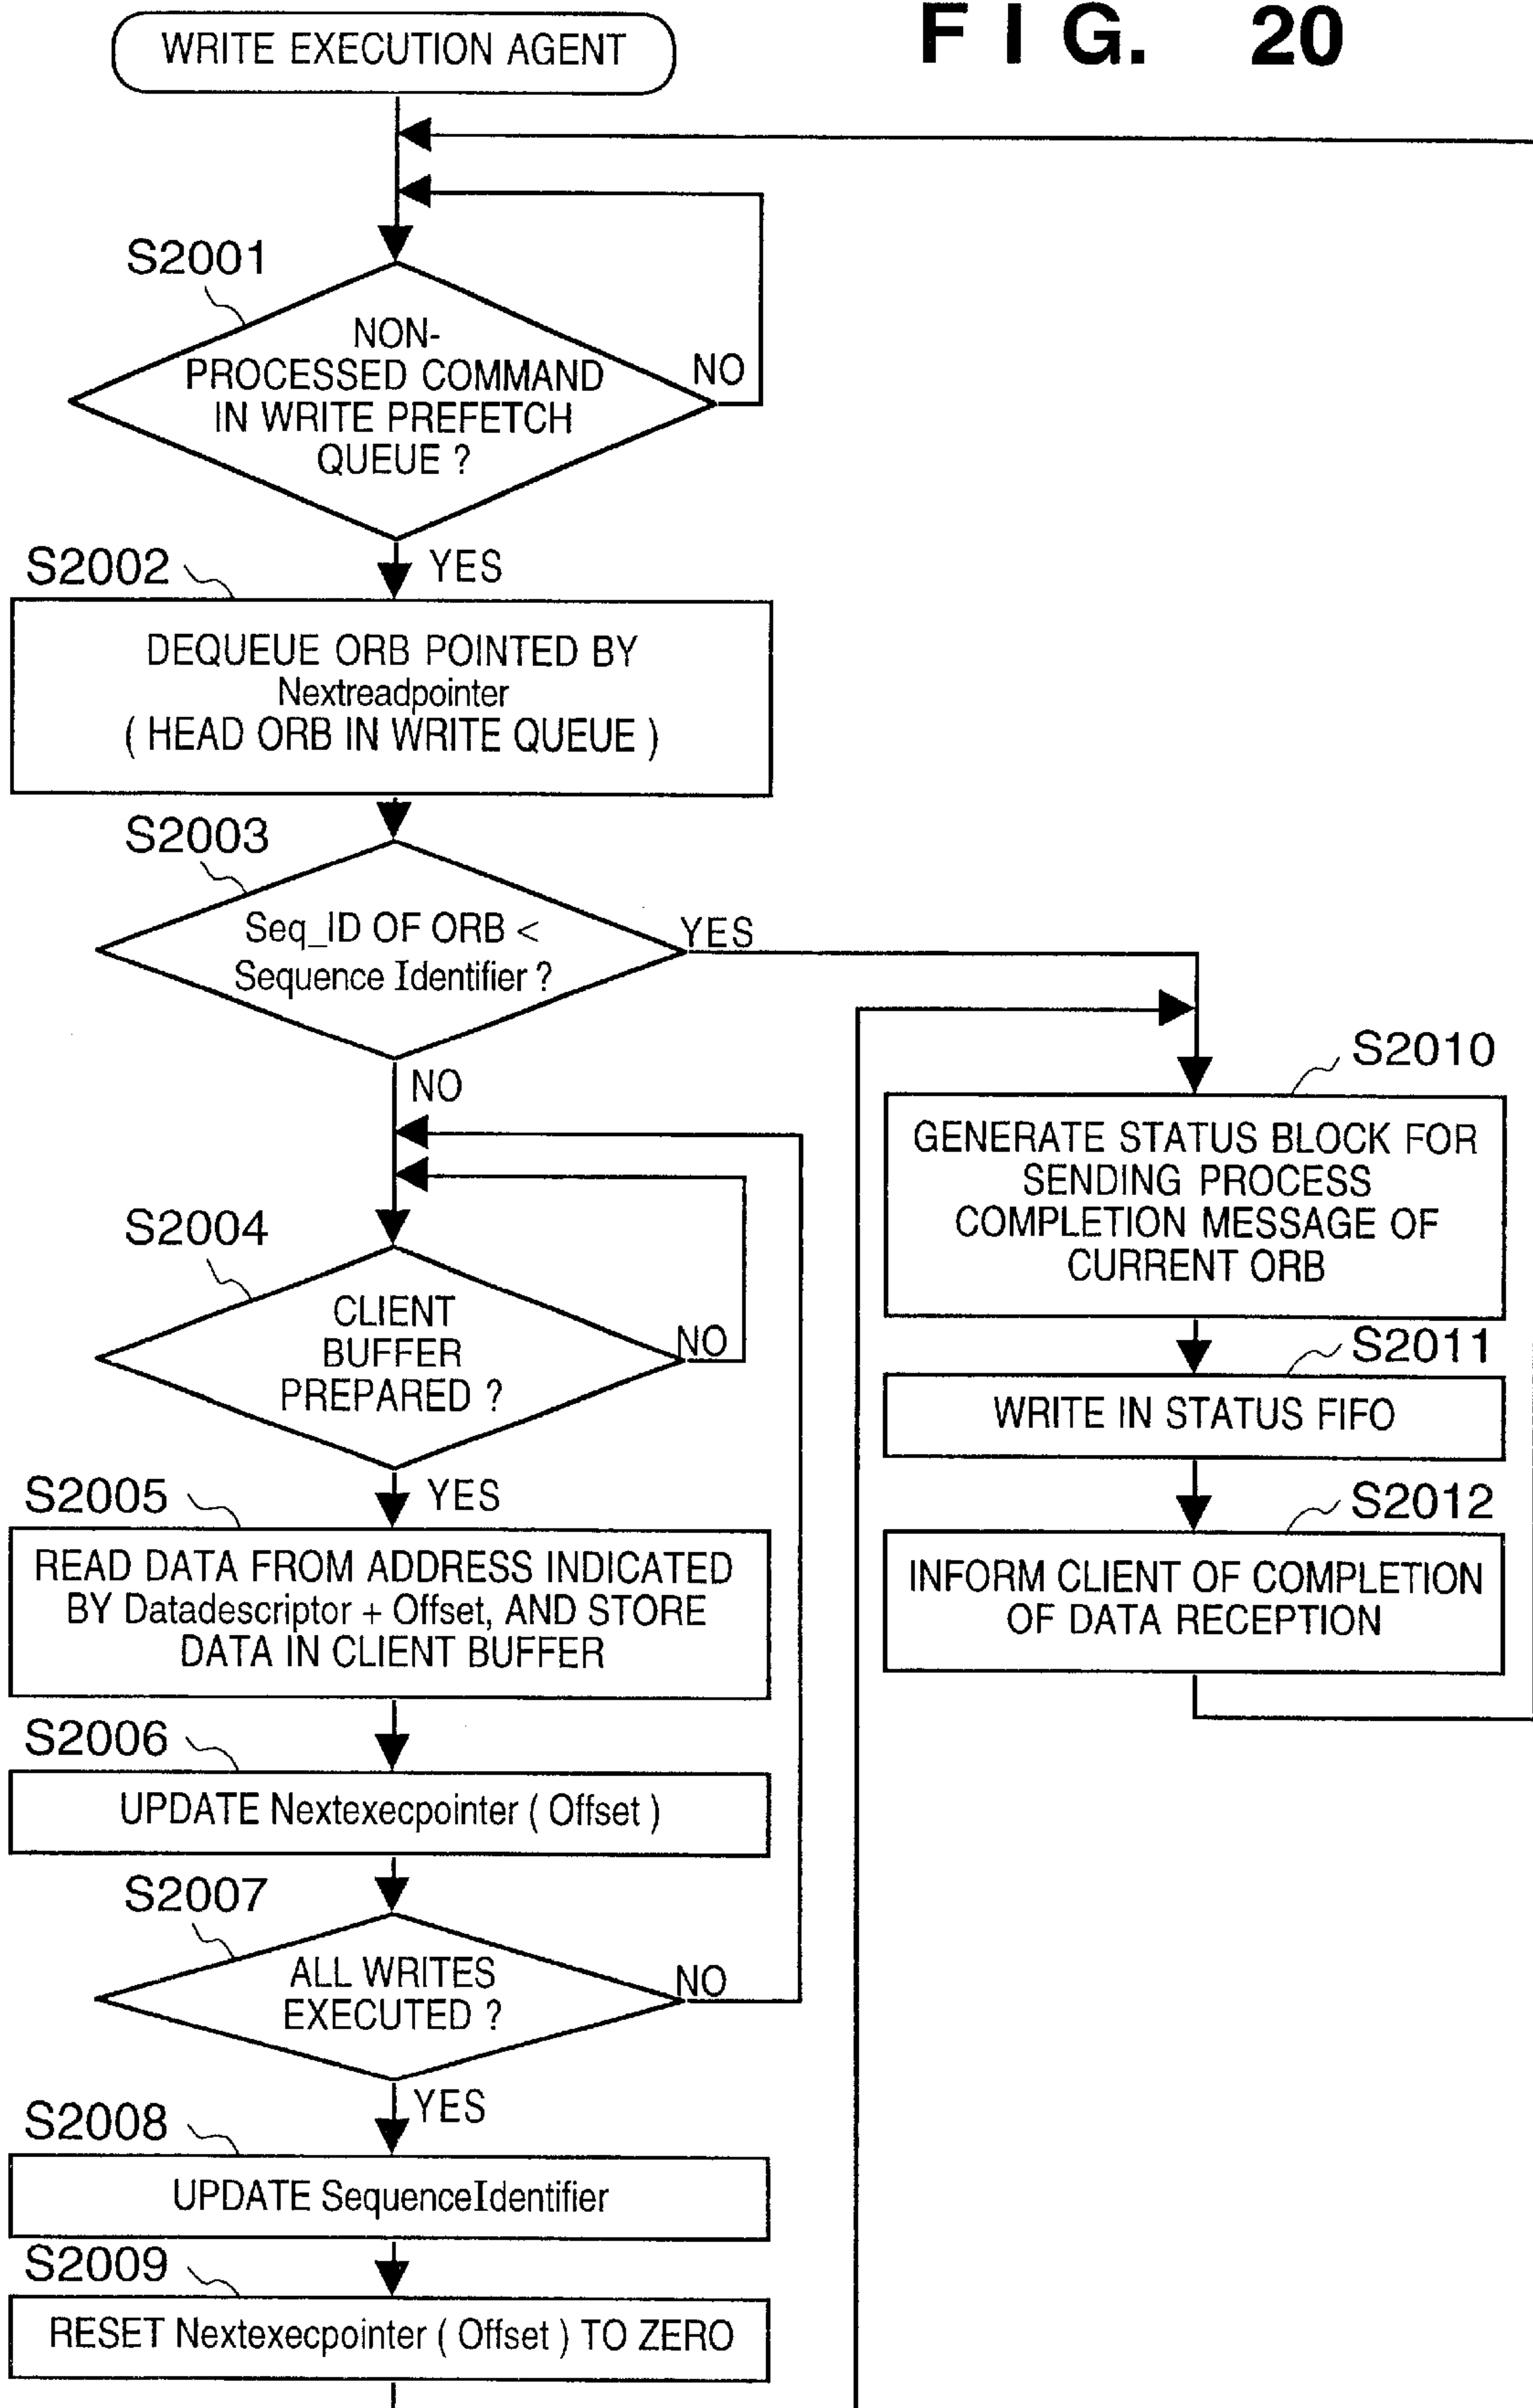 FIG. 20
WRITE EXECUTION AGENT
S2001
NON-
PROCESSED COMMAND
IN WRITE PREFETCH
QUEUE ?
NO
YES
S2002
DEQUEUE ORB POINTED BY
Nextreadpointer
( HEAD ORB IN WRITE QUEUE )
S2003
Seq_ID OF ORB <
Sequence Identifier ?
YES
NO
S2004
CLIENT
BUFFER
PREPARED ?
NO
YES
S2005
READ DATA FROM ADDRESS INDICATED
BY Datadescriptor + Offset, AND STORE
DATA IN CLIENT BUFFER
S2006
UPDATE Nextexecpointer ( Offset )
S2007
ALL WRITES
EXECUTED ?
NO
YES
S2008
UPDATE SequenceIdentifier
S2009
RESET Nextexecpointer ( Offset ) TO ZERO
S2010
GENERATE STATUS BLOCK FOR
SENDING PROCESS
COMPLETION MESSAGE OF
CURRENT ORB
S2011
WRITE IN STATUS FIFO
S2012
INFORM CLIENT OF COMPLETION
OF DATA RECEPTION